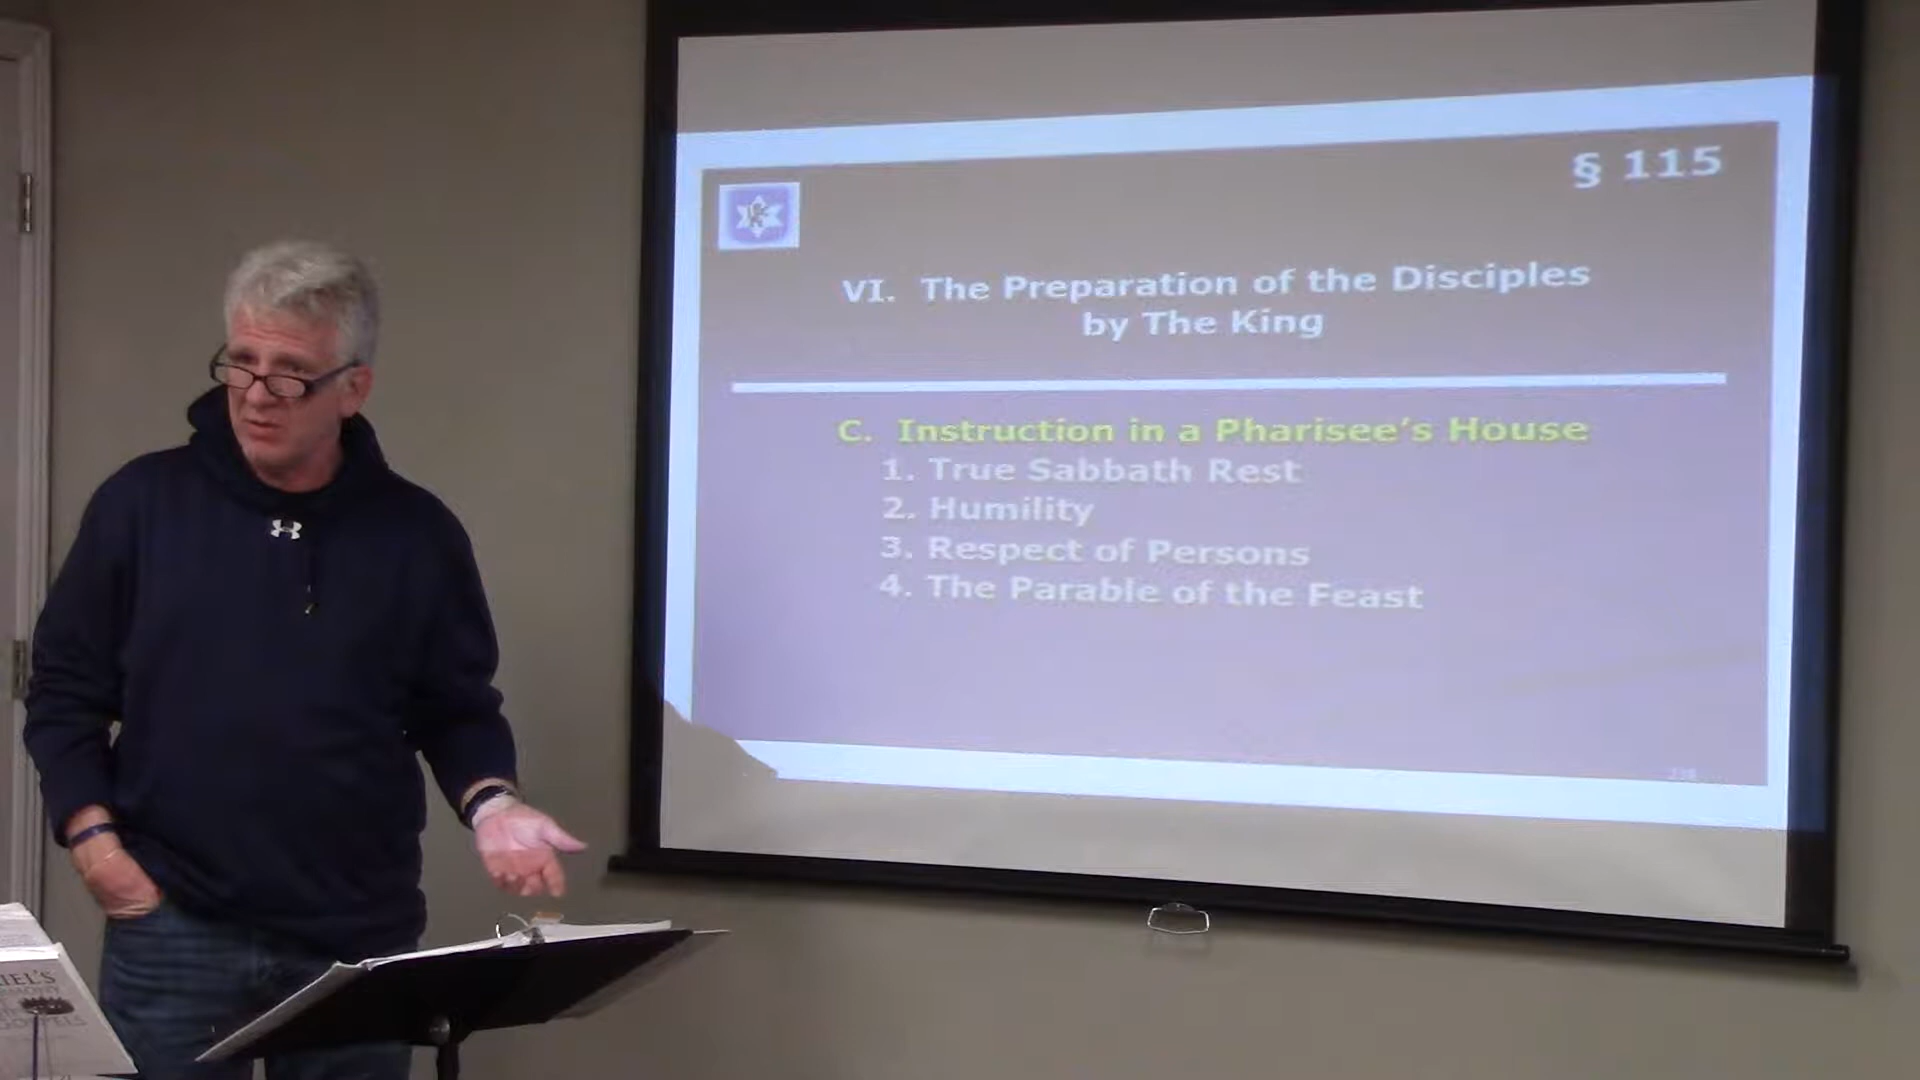 § 115
VI. The Preparation of the Disciples
by The King
C. Instruction in a Pharisee's House
1. True Sabbath Rest
2. Humility
3. Respect of Persons
4. The Parable of the Feast
IEL'S